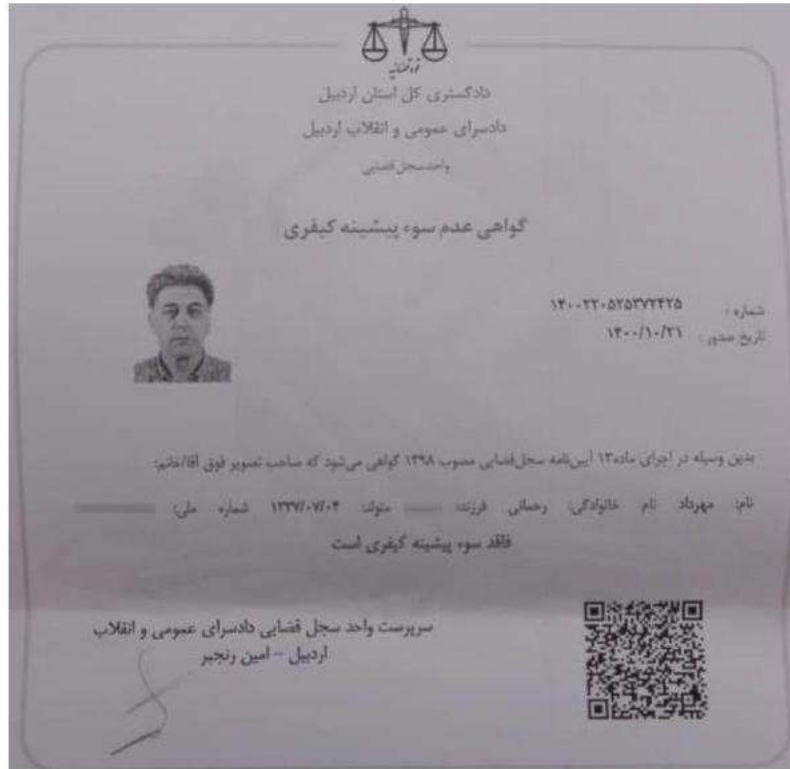 قوه قضائیه
دادگستری کل استان اردبیل
دادسرای عمومی و انقلاب اردبیل
واحد سجل قضایی
گواهی عدم سوء پیشینه کیفری
شماره : ۱۴۰۰۲۲۰۵۲۵۳۷۲۴۲۵
تاریخ صدور : ۱۴۰۰/۱۰/۲۱
بدین وسیله در اجرای ماده۱۳ آیین‌نامه سجل‌قضایی مصوب ۱۳۹۸ گواهی می‌شود که صاحب تصویر فوق آقا/خانم:
نام: مهرداد نام خانوادگی: رحمانی فرزند: متولد: ۱۳۳۷/۰۷/۰۴ شماره ملی:
فاقد سوء پیشینه کیفری است
سرپرست واحد سجل قضایی دادسرای عمومی و انقلاب
اردبیل - امین رنجبر